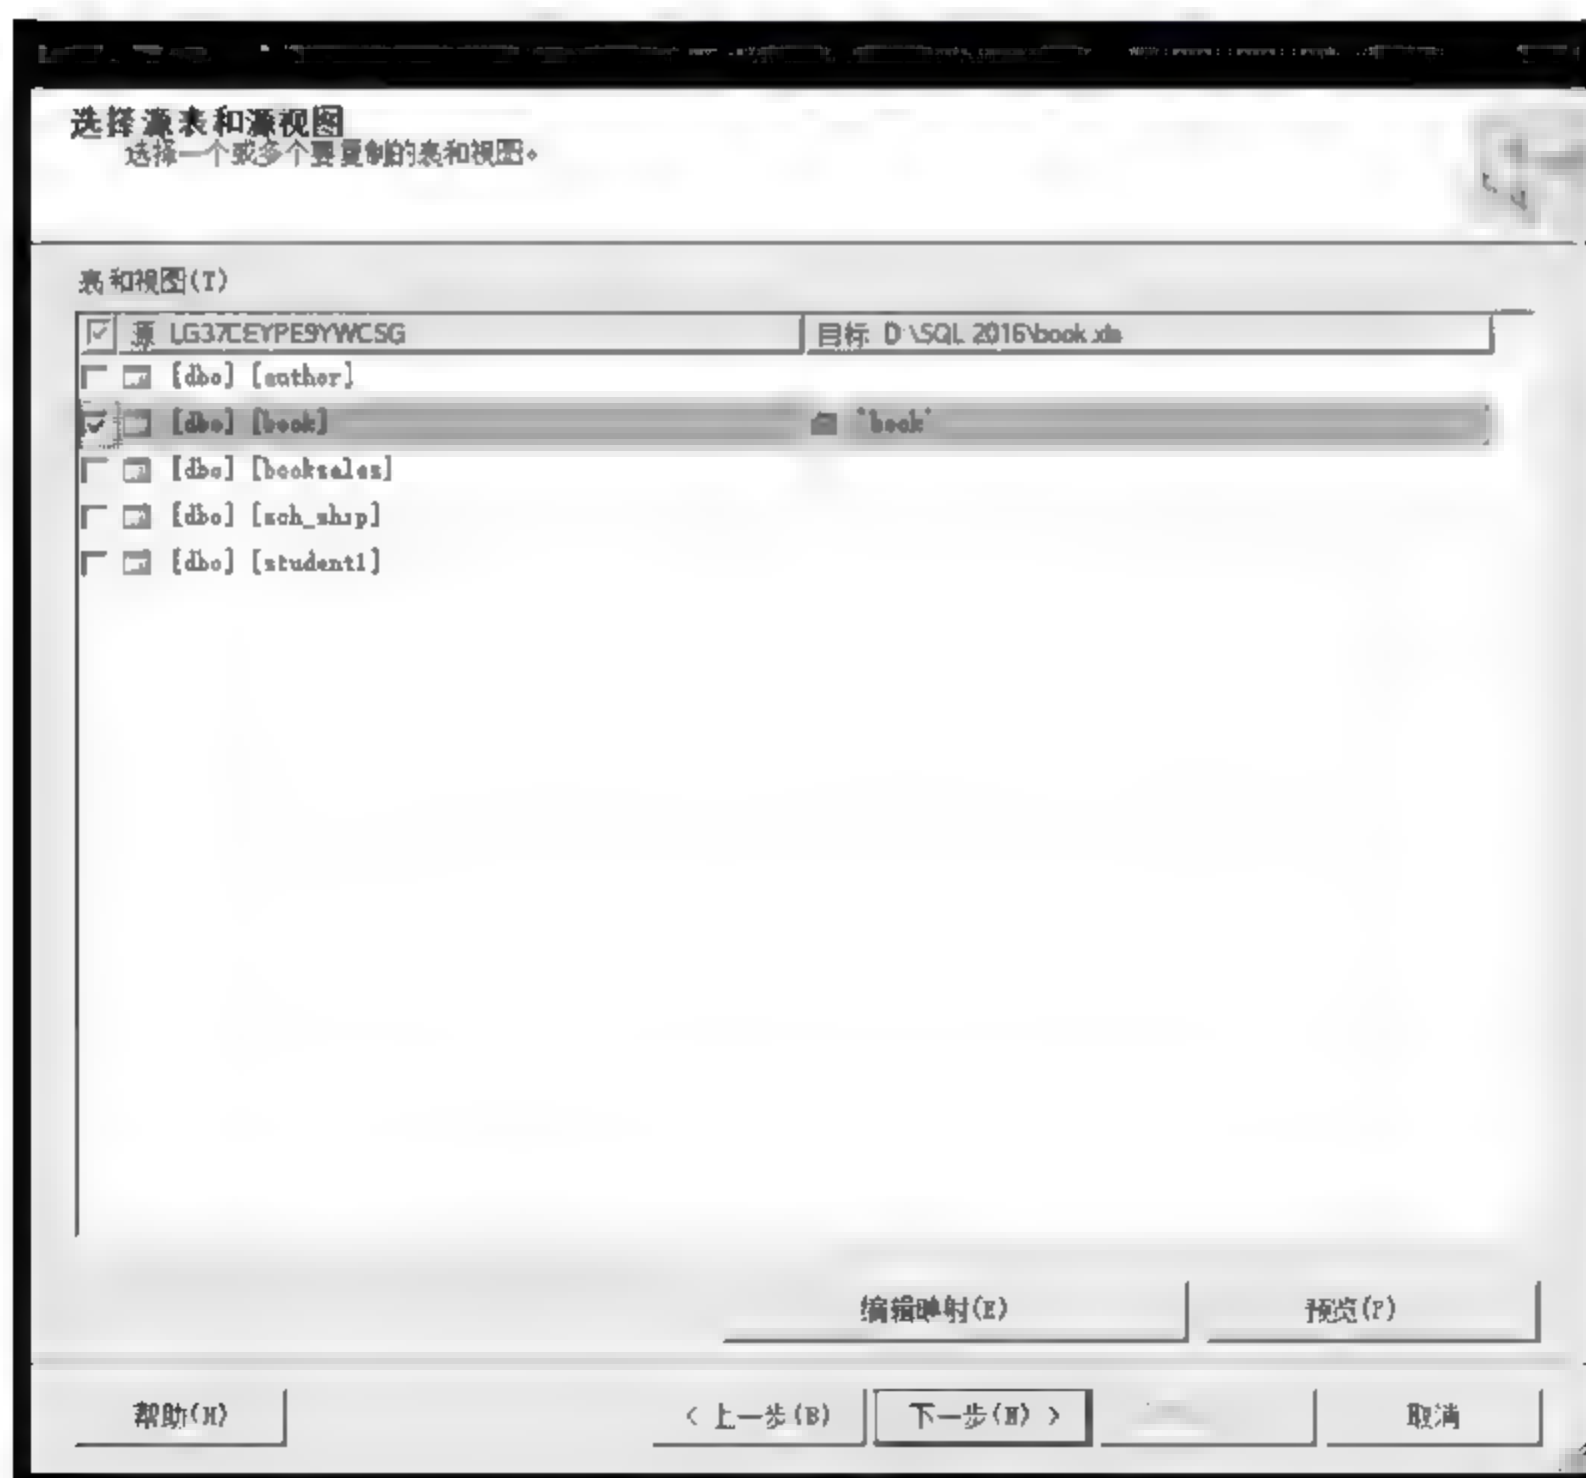 选择源表和源视图
选择一个或多个要复制的表和视图。
表和视图(T)
源 LG37CEYPE9YWCSG 目标 D:\SQL 2016\book.xls
[dbo] [author]
[dbo] [book] `book`
[dbo] [booksales]
[dbo] [sch_ship]
[dbo] [student1]
编辑映射(E) 预览(P)
帮助(H) < 上一步(B) 下一步(N) > 取消